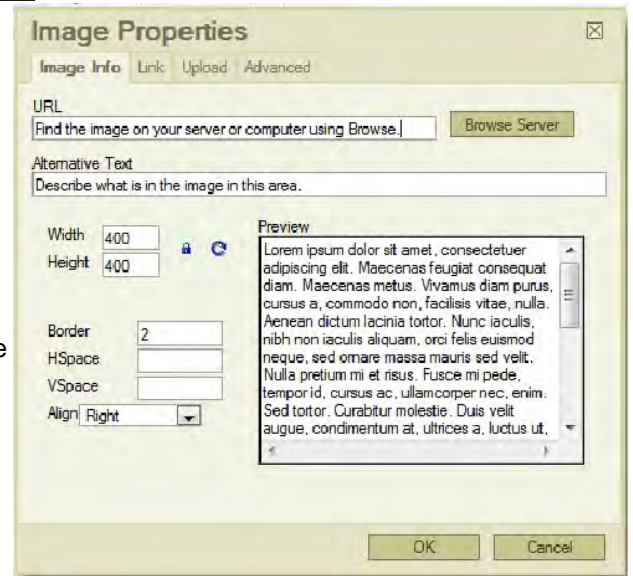 Image Properties
Image Info Link Upload Advanced
URL
Find the image on your server or computer using Browse.
Browse Server
Alternative Text
Describe what is in the image in this area.
Width 400
Height 400
Border 2
e
HSpace
VSpace
Align Right
Preview
Lorem ipsum dolor sit amet, consectetuer
adipiscing elit. Maecenas feugiat consequat
diam. Maecenas metus. Vivamus diam purus,
cursus a, commodo non, facilisis vitae, nulla.
Aenean dictum lacinia tortor. Nunc iaculis,
nibh non iaculis aliquam, orci felis euismod
neque, sed ornare massa mauris sed velit.
Nulla pretium mi et risus. Fusce mi pede,
tempor id, cursus ac, ullamcorper nec, enim.
Sed tortor. Curabitur molestie. Duis velit
augue, condimentum at, ultrices a, luctus ut,
OK Cancel